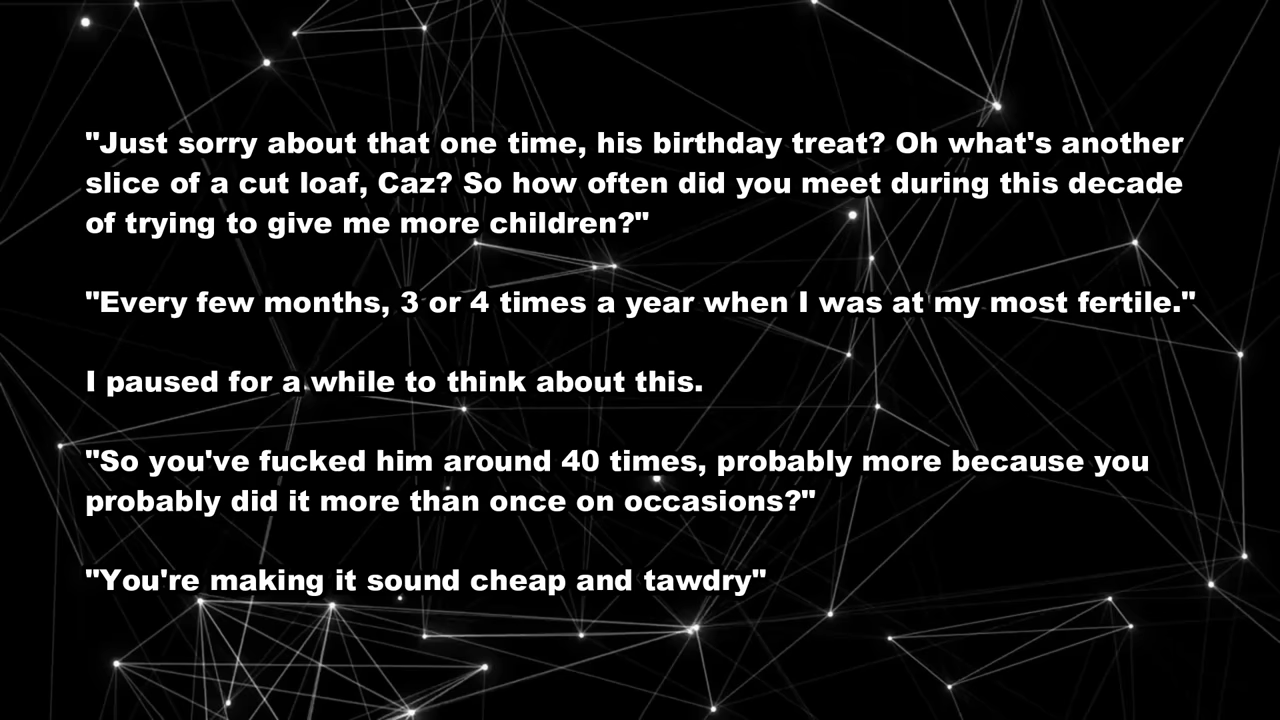 "Just sorry about that one time, his birthday treat? Oh what's another
slice of a cut loaf, Caz? So how often did you meet during this decade
of trying to give me more children?"
"Every few months, 3 or 4 times a year when I was at my most fertile."
I paused for a while to think about this.
"So you've fucked him around 40 times, probably more because you
probably did it more than once on occasions?"
"You're making it sound cheap and tawdry"